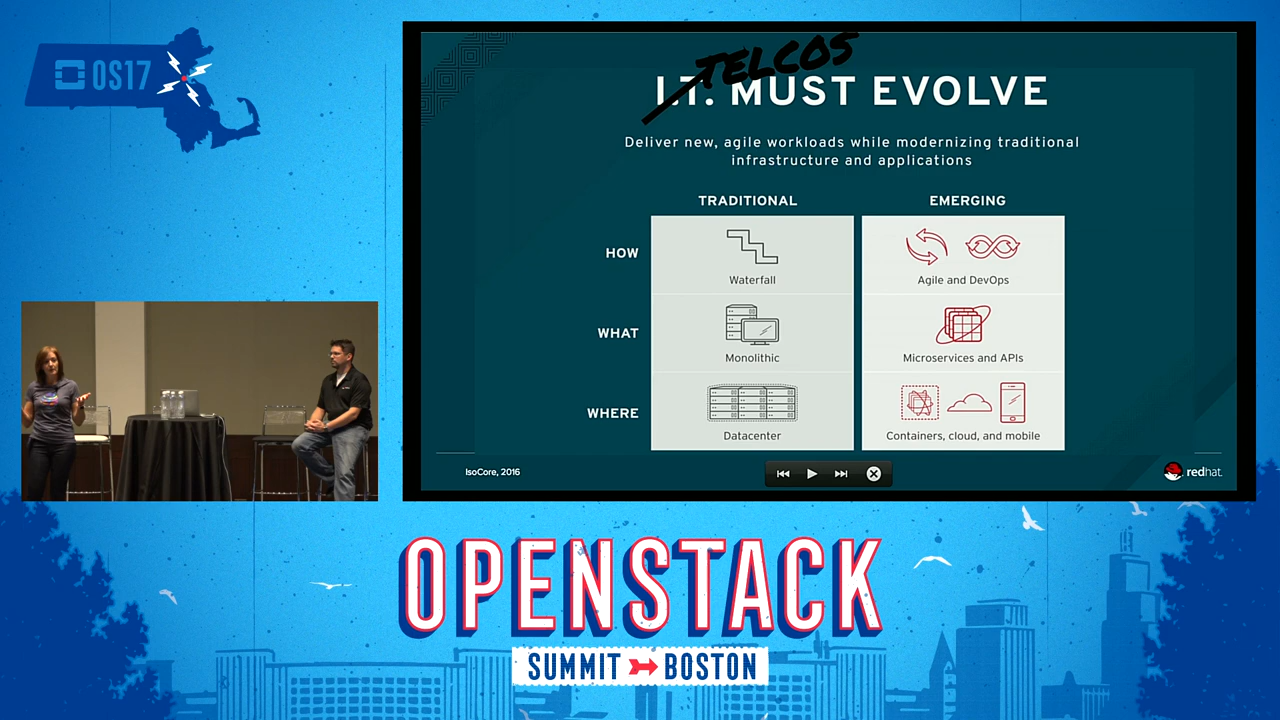 OS17
TELCOS
I.T. MUST EVOLVE
Deliver new, agile workloads while modernizing traditional
infrastructure and applications
TRADITIONAL
EMERGING
HOW
Waterfall
Agile and DevOps
WHAT
Monolithic
Microservices and APIs
WHERE
Datacenter
Containers, cloud, and mobile
IsoCore, 2016
redhat.
OPENSTACK
SUMMIT BOSTON